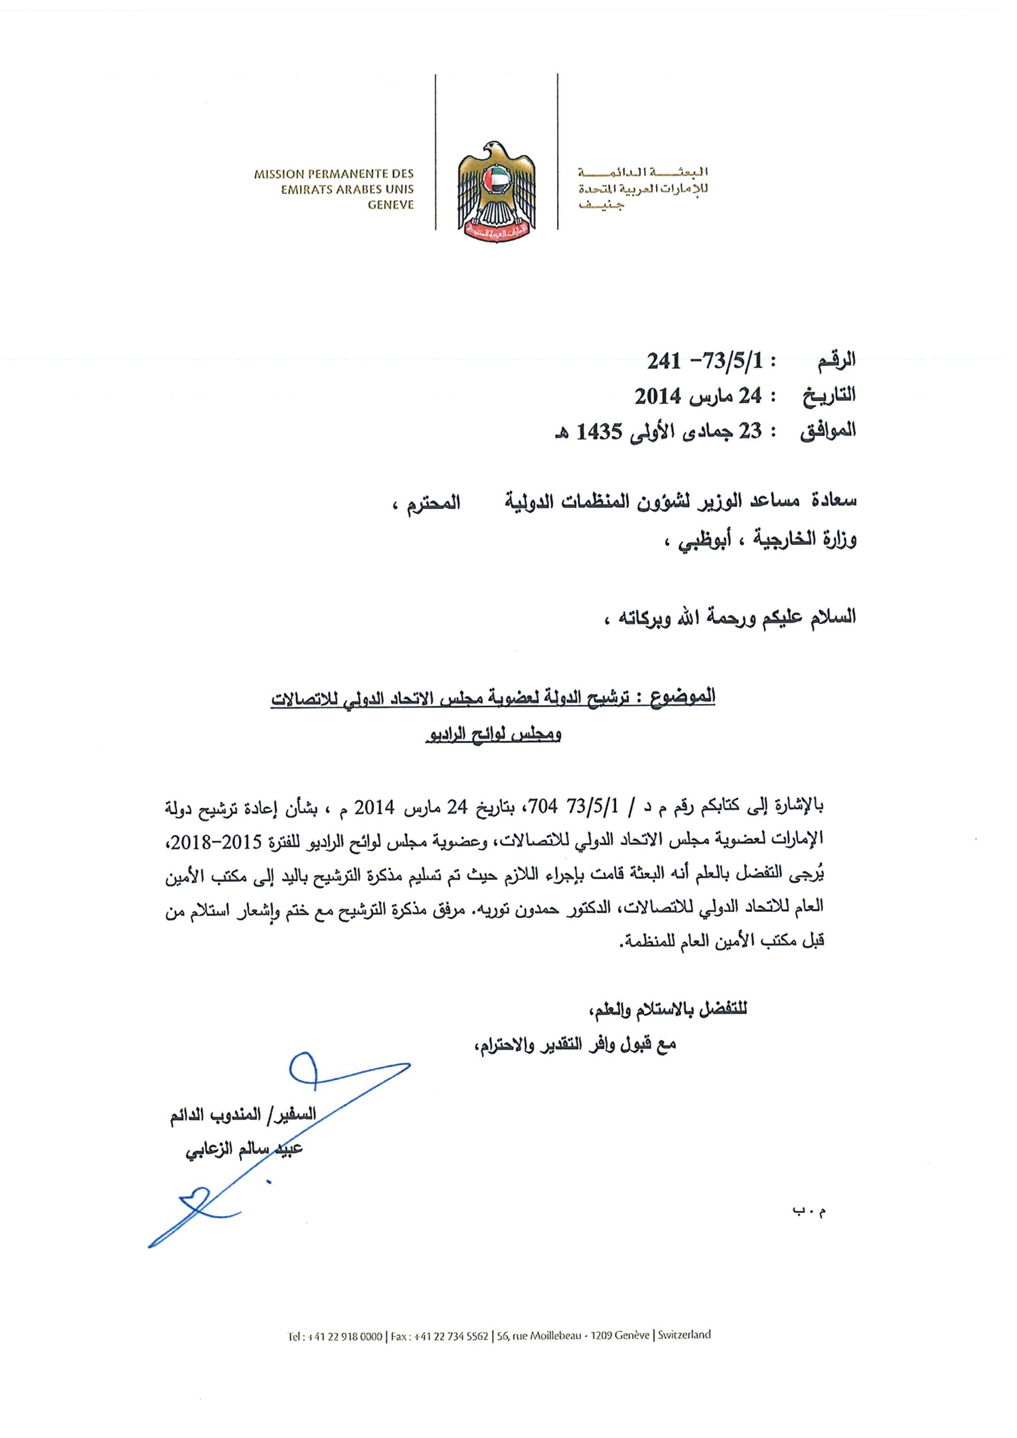 MISSION PERMANENTE DES
EMIRATS ARABES UNIS
GENEVE
البعثة الدائمة
للإمارات العربية المتحدة
جنيف
الرقم : 73/5/1– 241
التاريخ : 24 مارس 2014
الموافق : 23 جمادى الأولى 1435 هـ
سعادة مساعد الوزير لشؤون المنظمات الدولية المحترم ،
وزارة الخارجية ، أبوظبي ،
السلام عليكم ورحمة الله وبركاته ،
الموضوع : ترشيح الدولة لعضوية مجلس الاتحاد الدولي للاتصالات
ومجلس لوائح الراديو
بالإشارة إلى كتابكم رقم م د / 73/5/1 704، بتاريخ 24 مارس 2014 م ، بشأن إعادة ترشيح دولة
الإمارات لعضوية مجلس الاتحاد الدولي للاتصالات، وعضوية مجلس لوائح الراديو للفترة 2015–2018،
يُرجى التفضل بالعلم أنه البعثة قامت بإجراء اللازم حيث تم تسليم مذكرة الترشيح باليد إلى مكتب الأمين
العام للاتحاد الدولي للاتصالات، الدكتور حمدون توريه. مرفق مذكرة الترشيح مع ختم وإشعار استلام من
قبل مكتب الأمين العام للمنظمة.
للتفضل بالاستلام والعلم،
مع قبول وافر التقدير والاحترام،
السفير/ المندوب الدائم
عبيد سالم الزعابي
م . ب
Tel : +41 22 918 0000 | Fax : +41 22 734 5562 | 56, rue Moillebeau - 1209 Genève | Switzerland